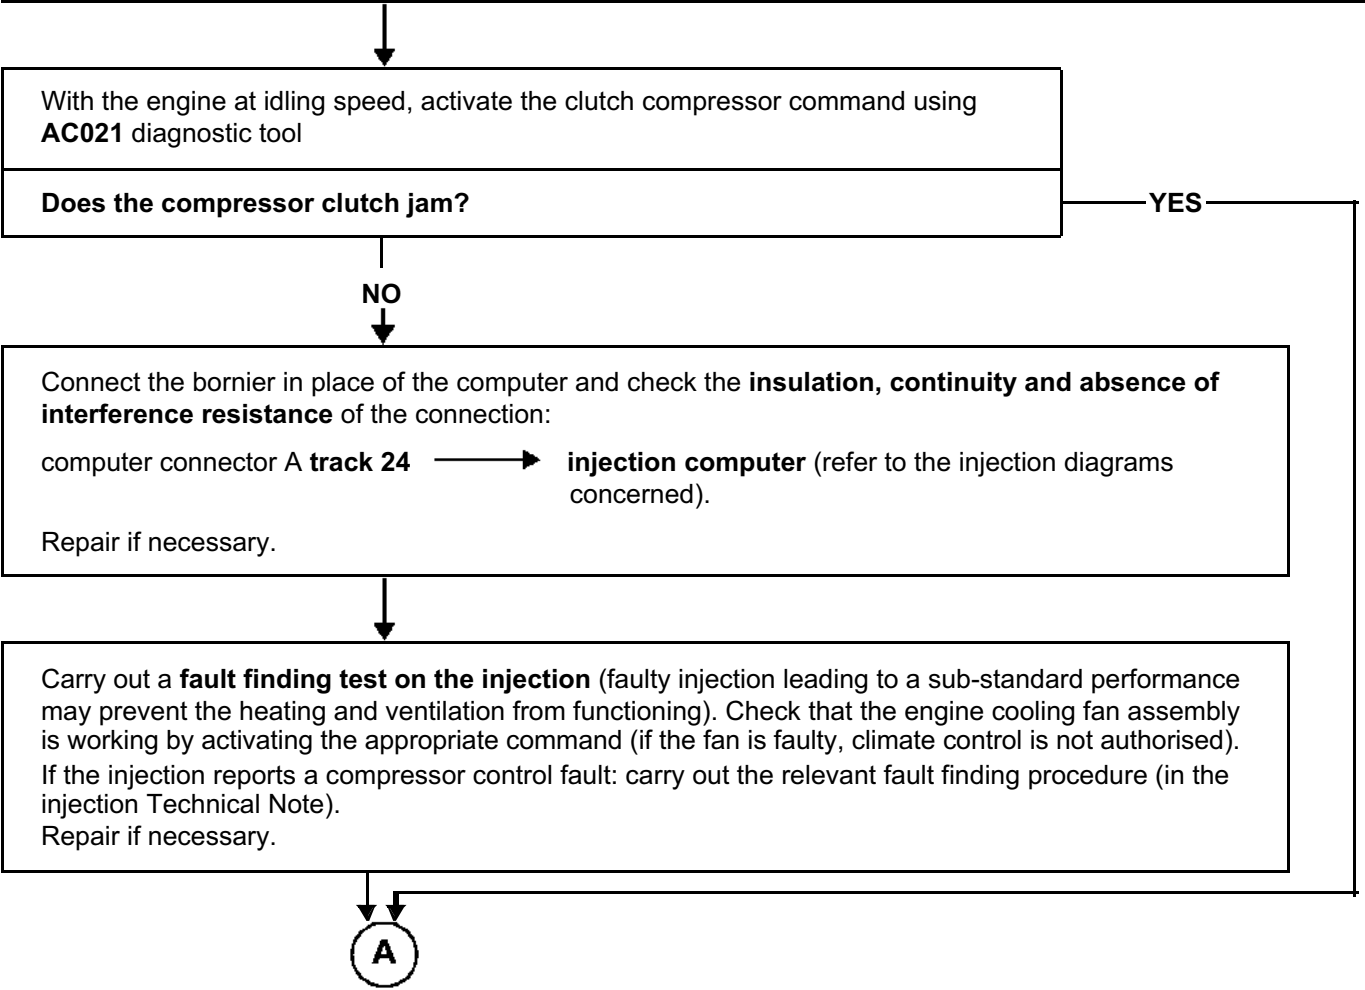 With the engine at idling speed, activate the clutch compressor command using
AC021 diagnostic tool
Does the compressor clutch jam?
YES
NO
Connect the bornier in place of the computer and check the insulation, continuity and absence of
interference resistance of the connection:
computer connector A track 24 injection computer (refer to the injection diagrams
concerned).
Repair if necessary.
Carry out a fault finding test on the injection (faulty injection leading to a sub-standard performance
may prevent the heating and ventilation from functioning). Check that the engine cooling fan assembly
is working by activating the appropriate command (if the fan is faulty, climate control is not authorised).
If the injection reports a compressor control fault: carry out the relevant fault finding procedure (in the
injection Technical Note).
Repair if necessary.
A